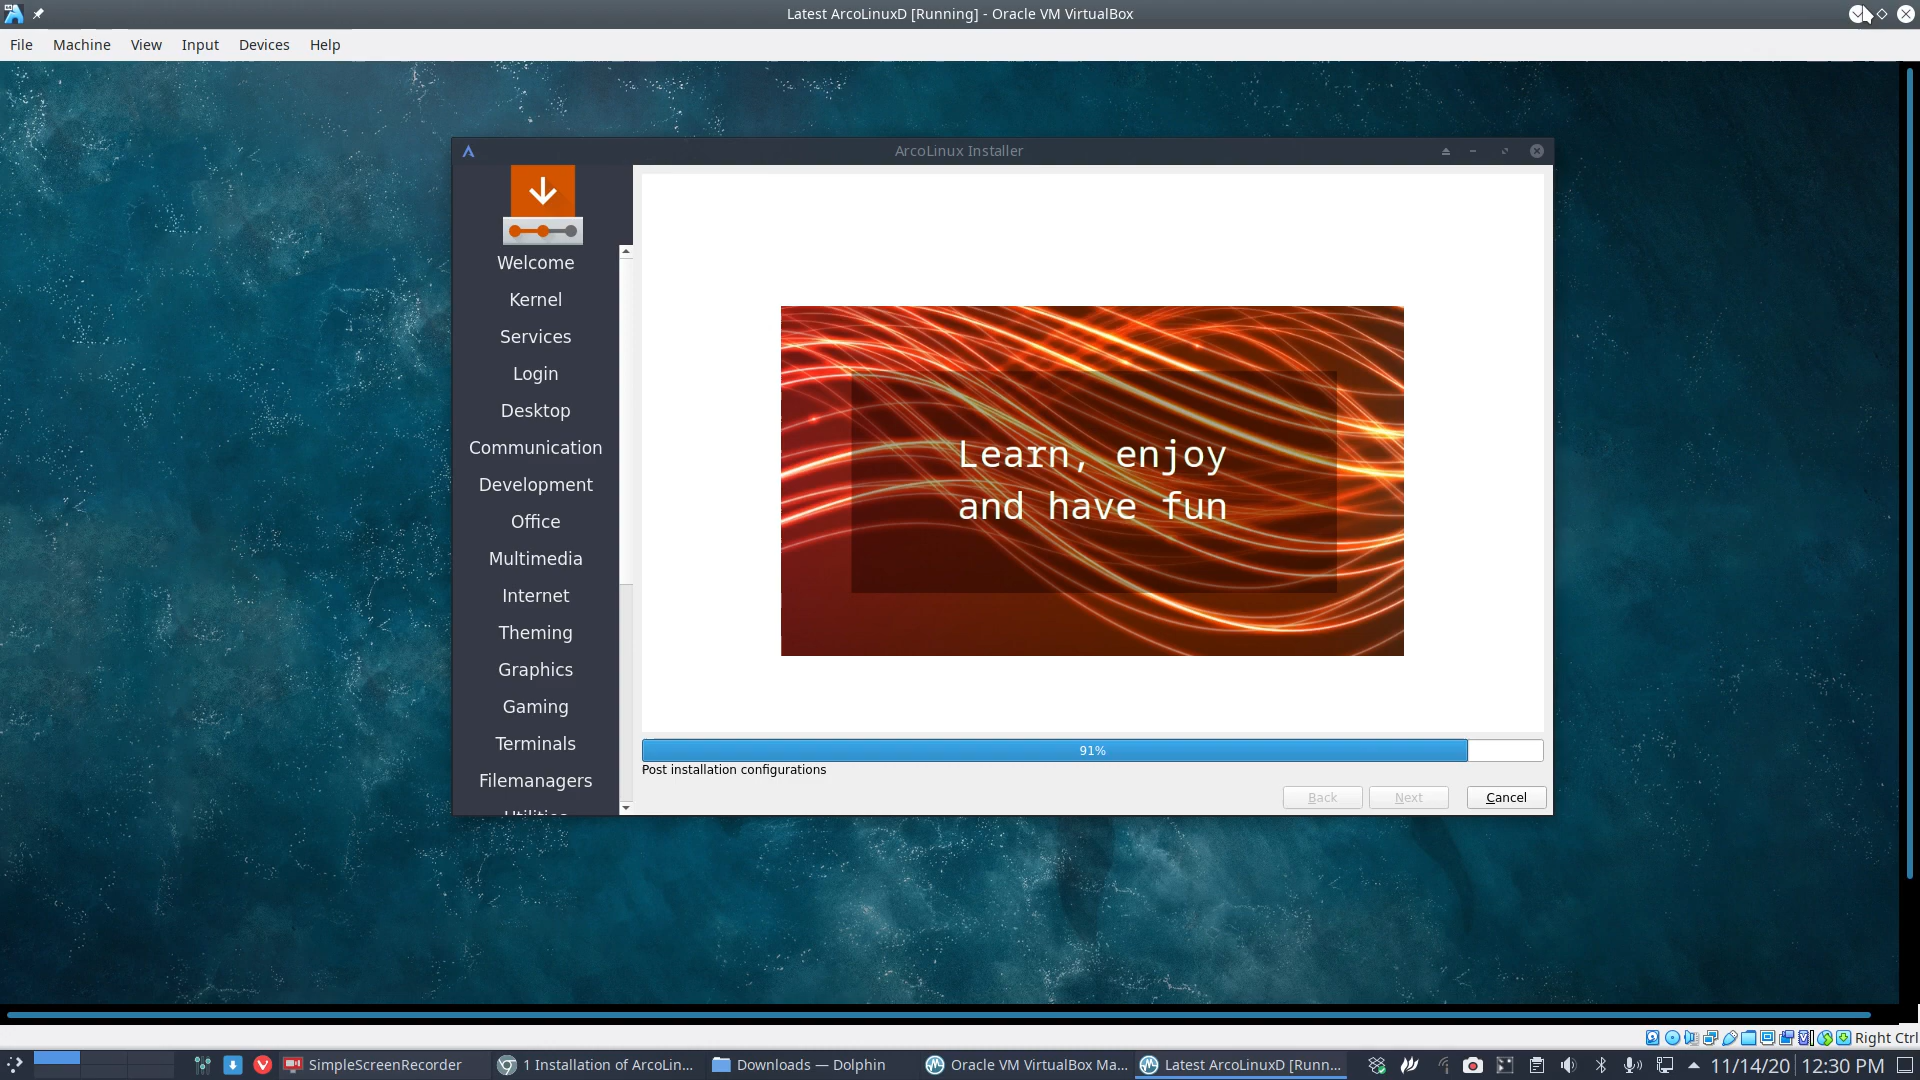 Latest ArcoLinuxD [Running] - Oracle VM VirtualBox
File Machine View Input Devices Help
ArcoLinux Installer
Welcome
Kernel
Services
Login
Desktop
Communication
Development
Office
Multimedia
Internet
Theming
Graphics
Gaming
Terminals
Filemanagers
Utilities
Learn, enjoy
and have fun
91%
Post installation configurations
Back Next Cancel
Right Ctrl
SimpleScreenRecorder
1 Installation of ArcoLin...
Downloads — Dolphin
Oracle VM VirtualBox Ma...
Latest ArcoLinuxD [Runn...
11/14/20 12:30 PM